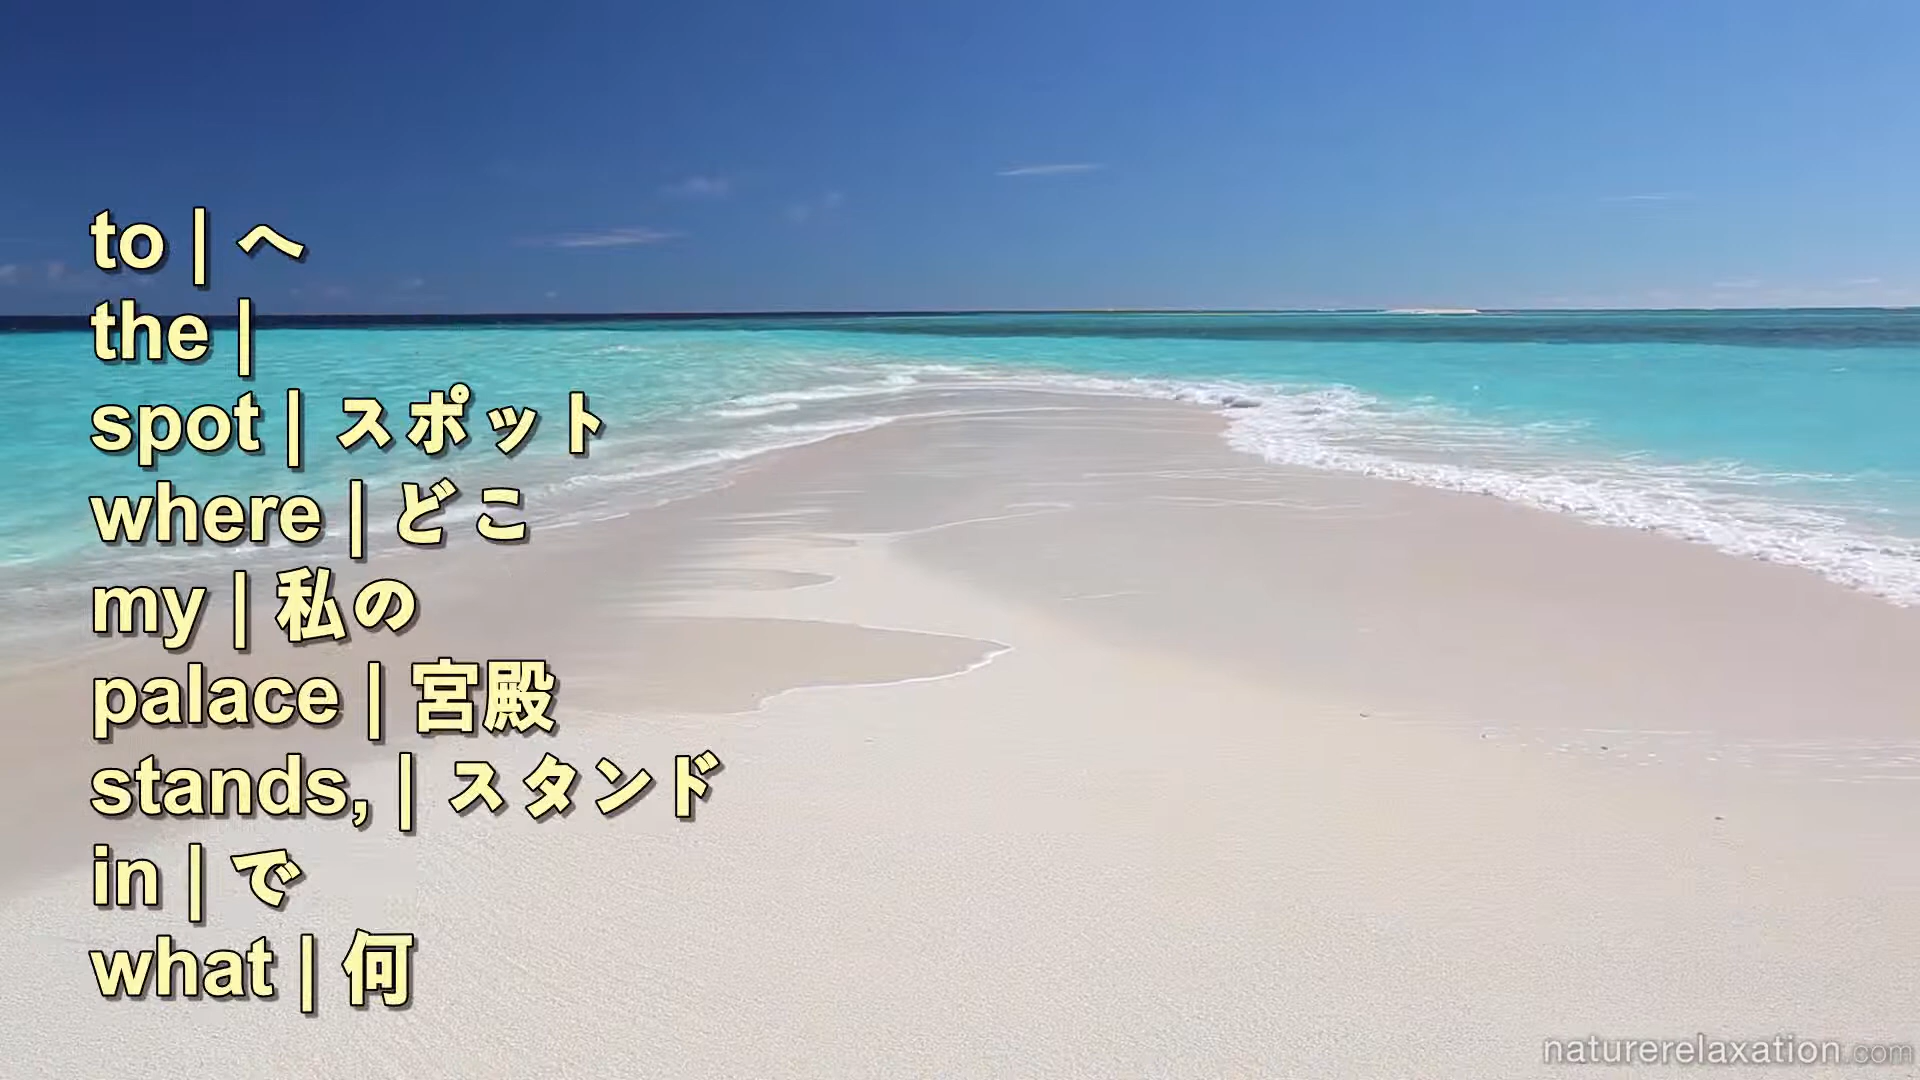 to | へ
the |
spot | スポット
where | どこ
my | 私の
palace | 宮殿
stands, | スタンド
in | で
what | 何
naturerelaxation.com